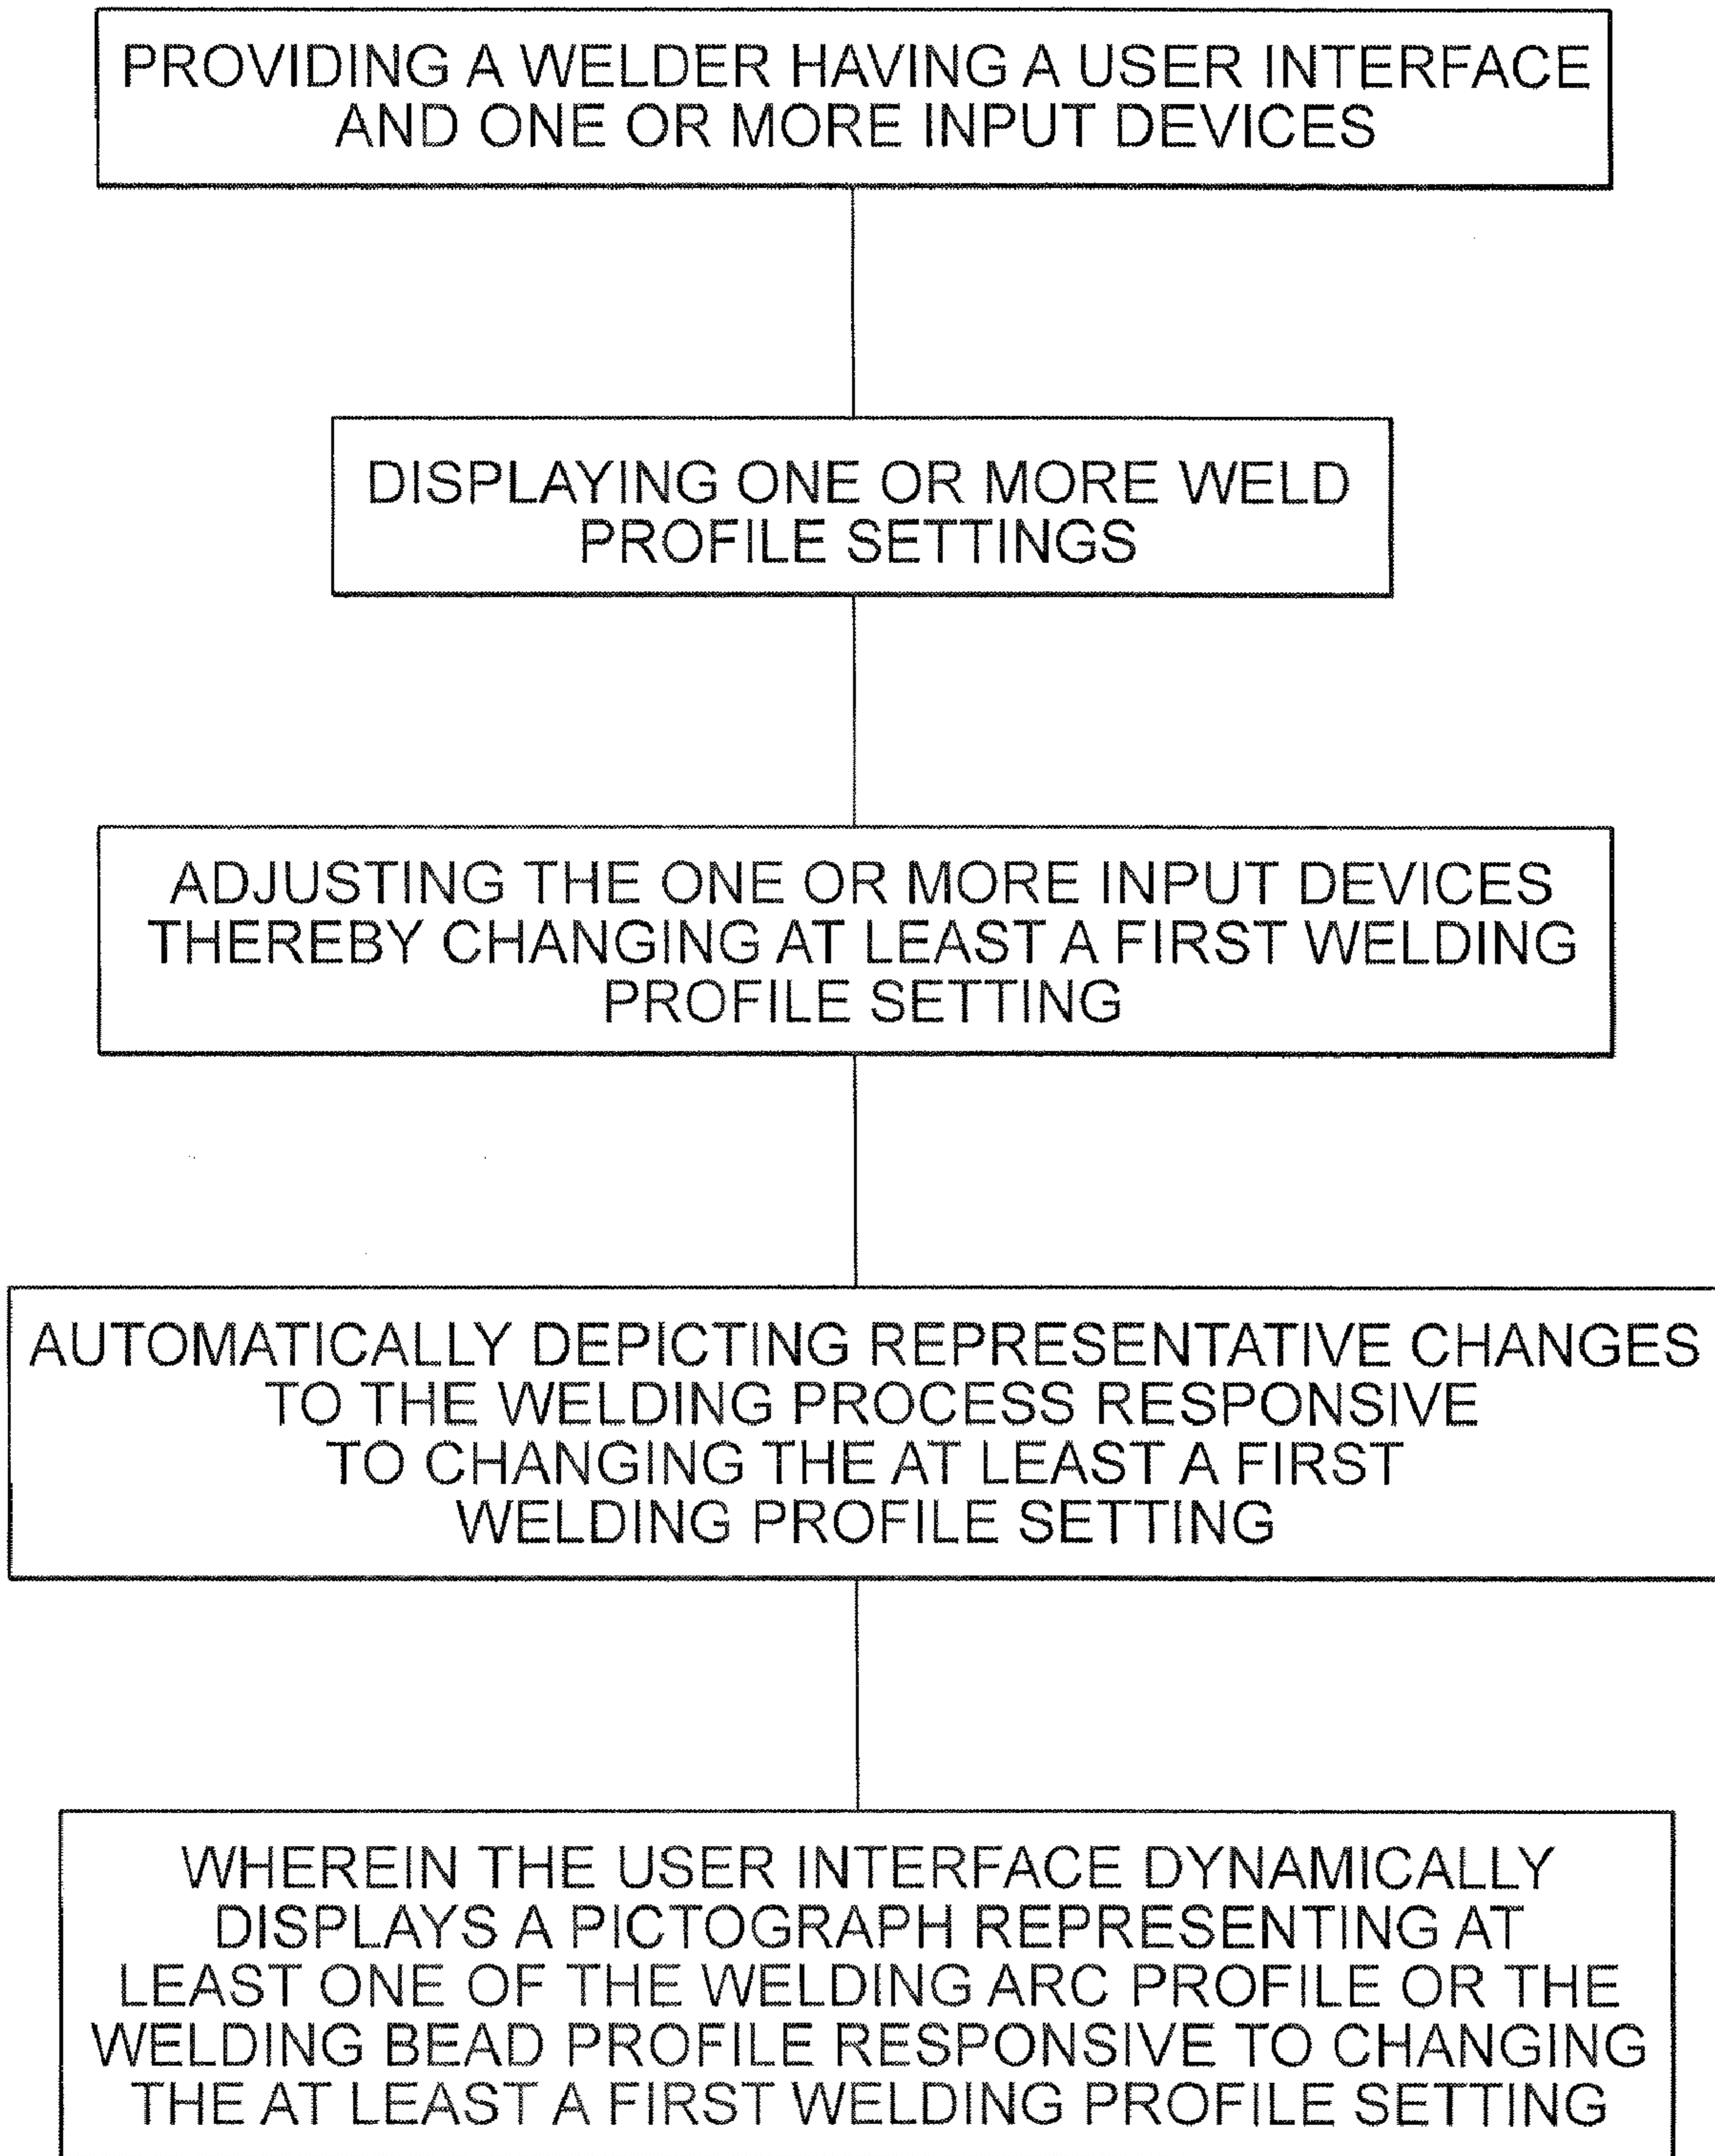 PROVIDING A WELDER HAVING A USER INTERFACE
AND ONE OR MORE INPUT DEVICES
DISPLAYING ONE OR MORE WELD
PROFILE SETTINGS
ADJUSTING THE ONE OR MORE INPUT DEVICES
THEREBY CHANGING AT LEAST A FIRST WELDING
PROFILE SETTING
AUTOMATICALLY DEPICTING REPRESENTATIVE CHANGES
TO THE WELDING PROCESS RESPONSIVE
TO CHANGING THE AT LEAST A FIRST
WELDING PROFILE SETTING
WHEREIN THE USER INTERFACE DYNAMICALLY
DISPLAYS A PICTOGRAPH REPRESENTING AT
LEAST ONE OF THE WELDING ARC PROFILE OR THE
WELDING BEAD PROFILE RESPONSIVE TO CHANGING
THE AT LEAST A FIRST WELDING PROFILE SETTING